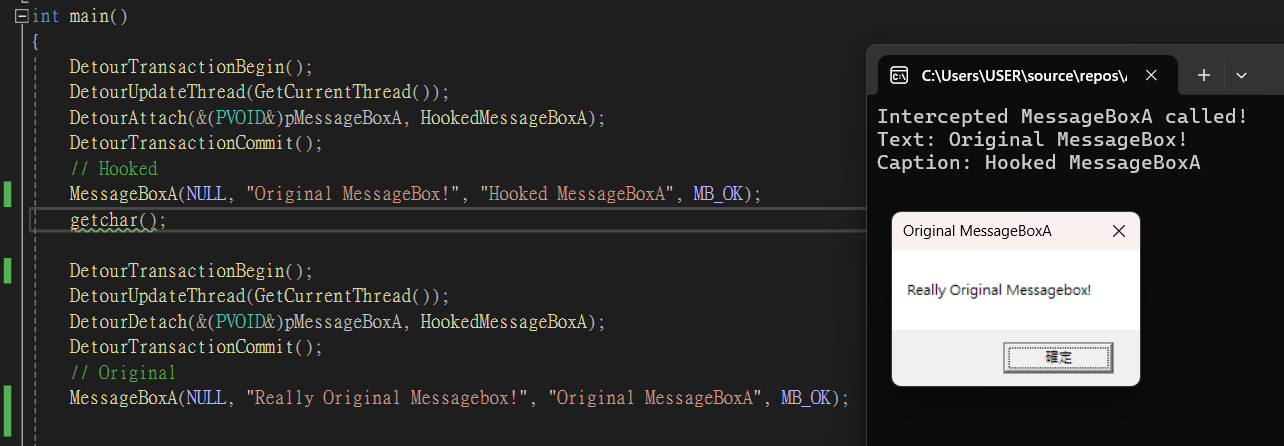 int main()
{
DetourTransactionBegin();
DetourUpdateThread(GetCurrentThread());
DetourAttach(&(PVOID&)pMessageBoxA, HookedMessageBoxA);
DetourTransactionCommit();
// Hooked
MessageBoxA(NULL, "Original MessageBox!", "Hooked MessageBoxA", MB_OK);
getchar();
DetourTransactionBegin();
DetourUpdateThread(GetCurrentThread());
DetourDetach(&(PVOID&)pMessageBoxA, HookedMessageBoxA);
DetourTransactionCommit();
// Original
MessageBoxA(NULL, "Really Original Messagebox!", "Original MessageBoxA", MB_OK);
C:\Users\USER\source\repos\
Intercepted MessageBoxA called!
Text: Original MessageBox!
Caption: Hooked MessageBoxA
Original MessageBoxA
Really Original Messagebox!
確定